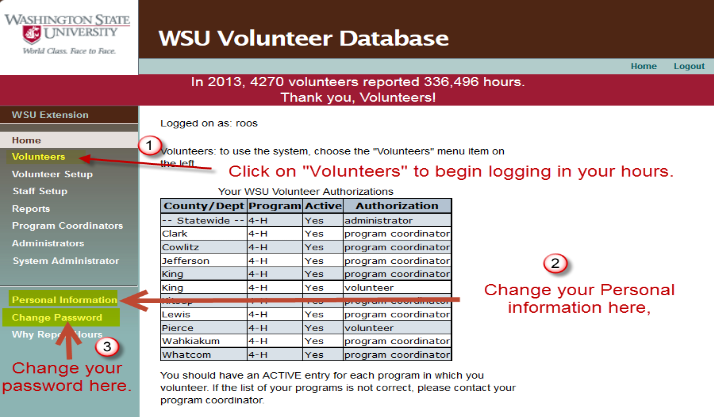 WASHINGTON STATE
UNIVERSITY
World Class. Face to Face.
WSU Volunteer Database
Home Logout
In 2013, 4270 volunteers reported 336,496 hours.
Thank you, Volunteers!
WSU Extension
Home
Volunteers
Volunteer Setup
Staff Setup
Reports
Program Coordinators
Administrators
System Administrator
Personal Information
Change Password
Why Report Hours
3
Change your
password here.
Logged on as: roos
1
Volunteers: to use the system, choose the "Volunteers" menu item on
the left.
Click on "Volunteers" to begin logging in your hours.
Your WSU Volunteer Authorizations
County/Dept Program Active Authorization
-- Statewide -- 4-H Yes administrator
Clark 4-H Yes program coordinator
Cowlitz 4-H Yes program coordinator
Jefferson 4-H Yes program coordinator
King 4-H Yes program coordinator
King 4-H Yes volunteer
Kitsap 4-H Yes program coordinator
Lewis 4-H Yes program coordinator
Pierce 4-H Yes volunteer
Wahkiakum 4-H Yes program coordinator
Whatcom 4-H Yes program coordinator
2
Change your Personal
information here,
You should have an ACTIVE entry for each program in which you
volunteer. If the list of your programs is not correct, please contact your
program coordinator.